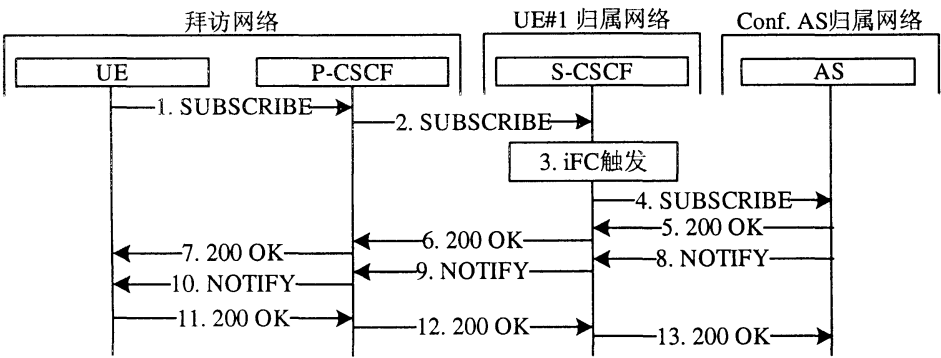 拜访网络
UE#1 归属网络
Conf. AS归属网络
UE
P-CSCF
S-CSCF
AS
1. SUBSCRIBE
2. SUBSCRIBE
3. iFC触发
4. SUBSCRIBE
5. 200 OK
6. 200 OK
7. 200 OK
8. NOTIFY
9. NOTIFY
10. NOTIFY
11. 200 OK
12. 200 OK
13. 200 OK